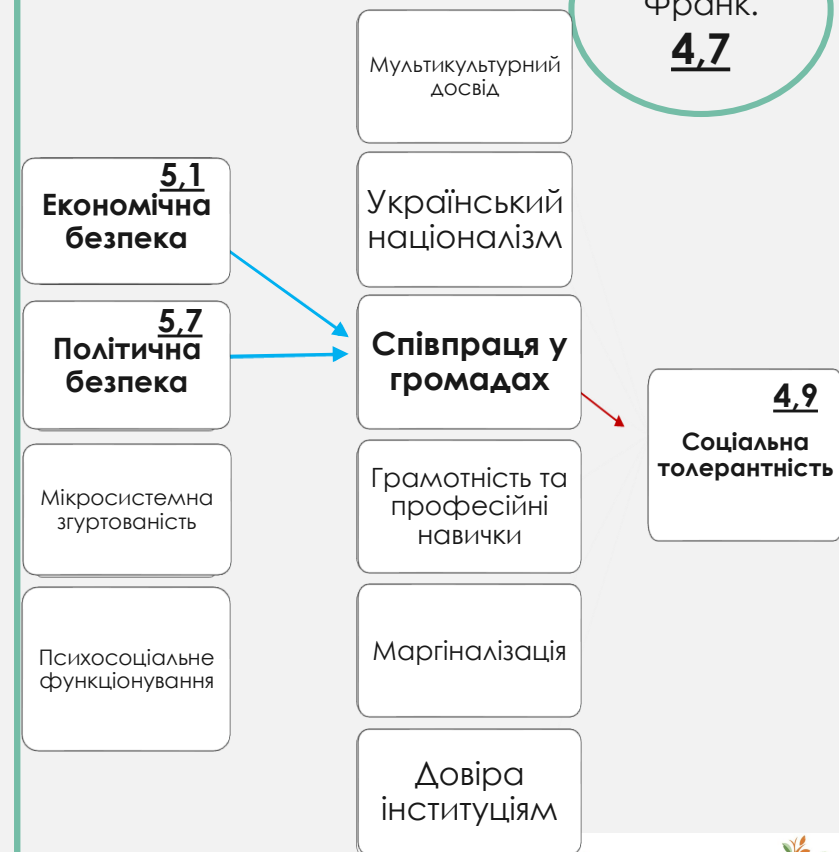 Франк.
4,7
Мультикультурний
досвід
5,1
Економічна
безпека
Український
націоналізм
5,7
Політична
безпека
Співпраця у
громадах
4,9
Соціальна
толерантність
Мікросистемна
згуртованість
Грамотність та
професійні
навички
Психосоціальне
функціонування
Маргіналізація
Довіра
інституціям